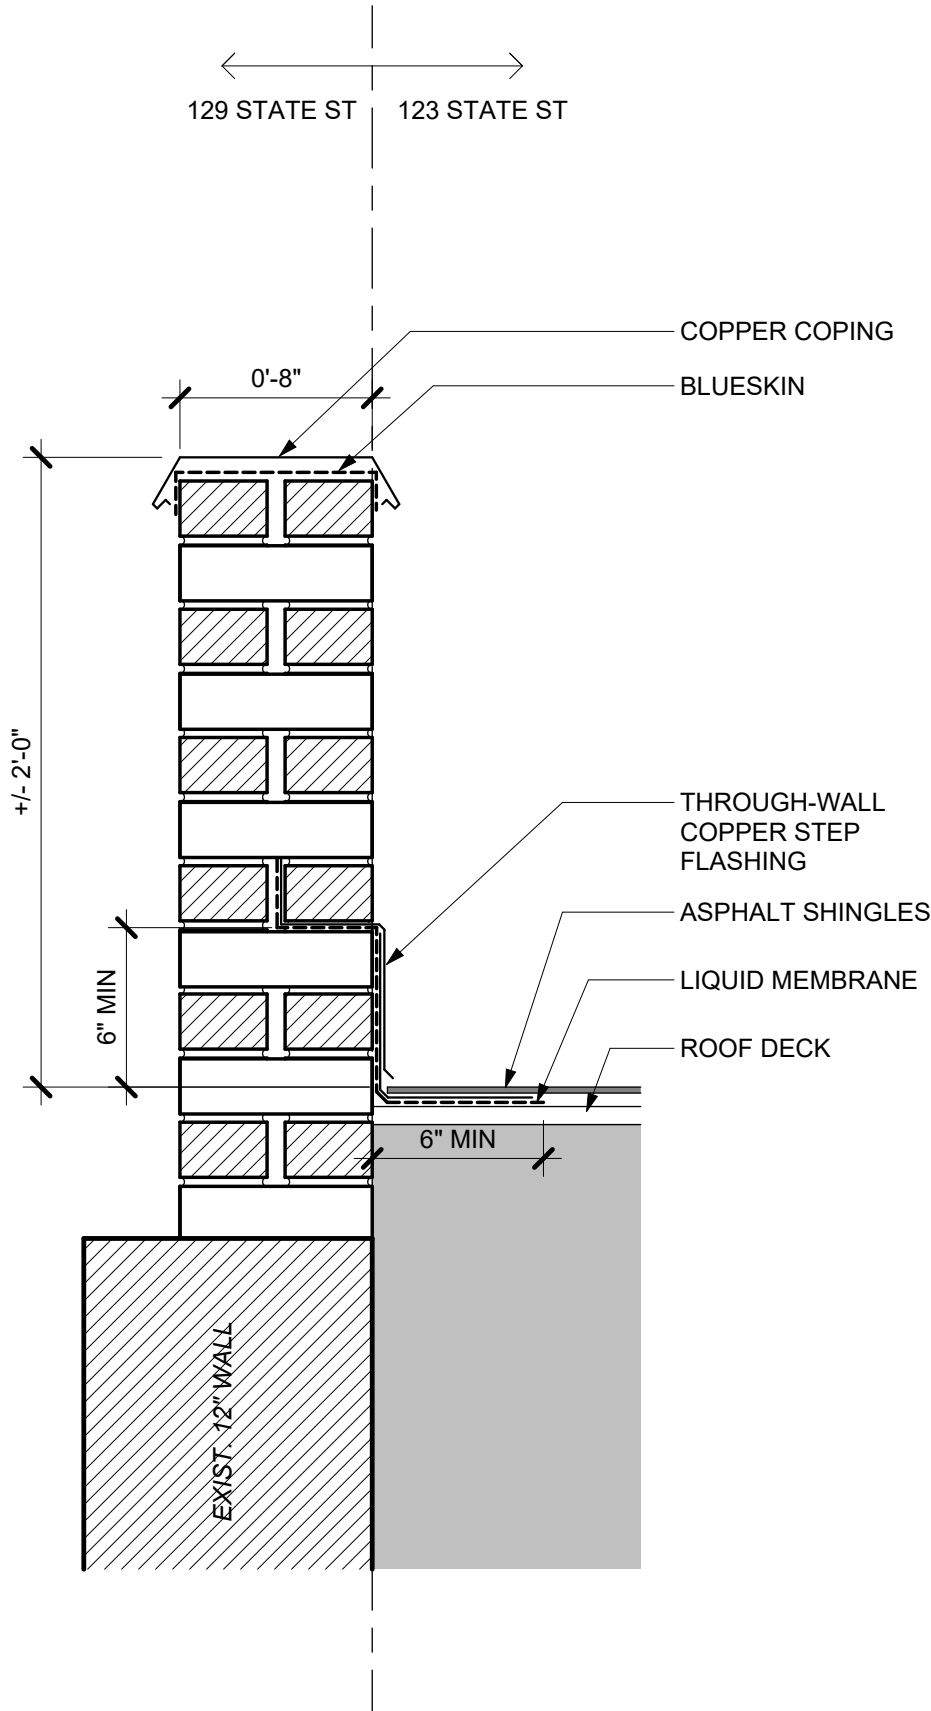 129 STATE ST
123 STATE ST
COPPER COPING
0'-8"
BLUESKIN
+/- 2'-0"
THROUGH-WALL
COPPER STEP
FLASHING
ASPHALT SHINGLES
LIQUID MEMBRANE
6" MIN
ROOF DECK
6" MIN
EXIST. 12" WALL